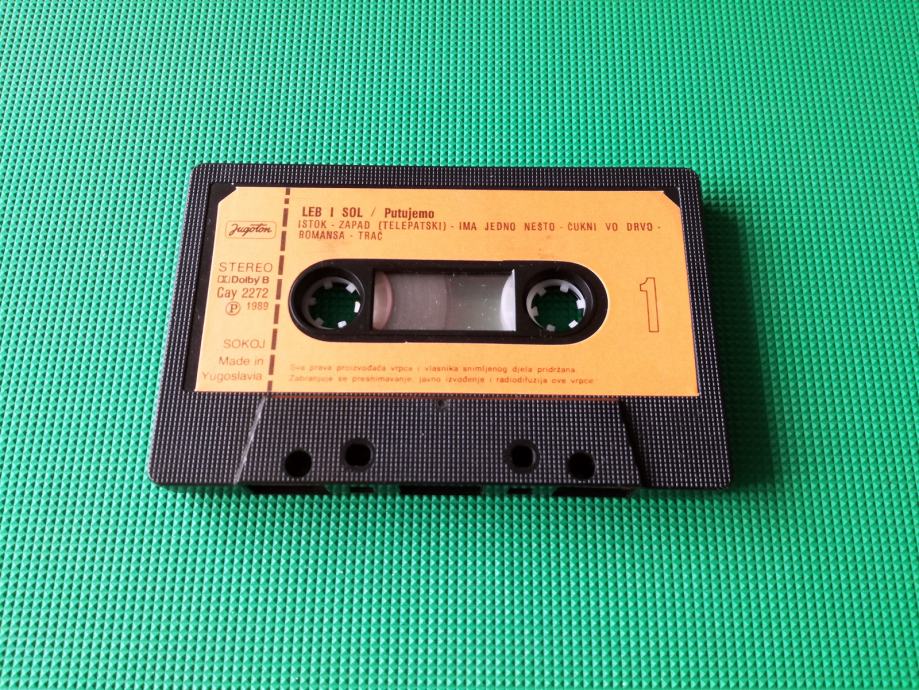 LEB I SOL / Putujemo
ISTOK - ZAPAD (TELEPATSKI) - IMA JEDNO NEŠTO - ČUKNI VO DRVO -
ROMANSA - TRAČ
Jugoton
STEREO
Dolby B
Cay 2272
Ⓟ 1989
SOKOJ
Made in
Yugoslavia
1
Sva prava proizvođača vrpce i vlasnika snimljenog djela pridržana.
Zabranjuje se presnimavanje, javno izvođenje i radiodifuzija ove vrpce